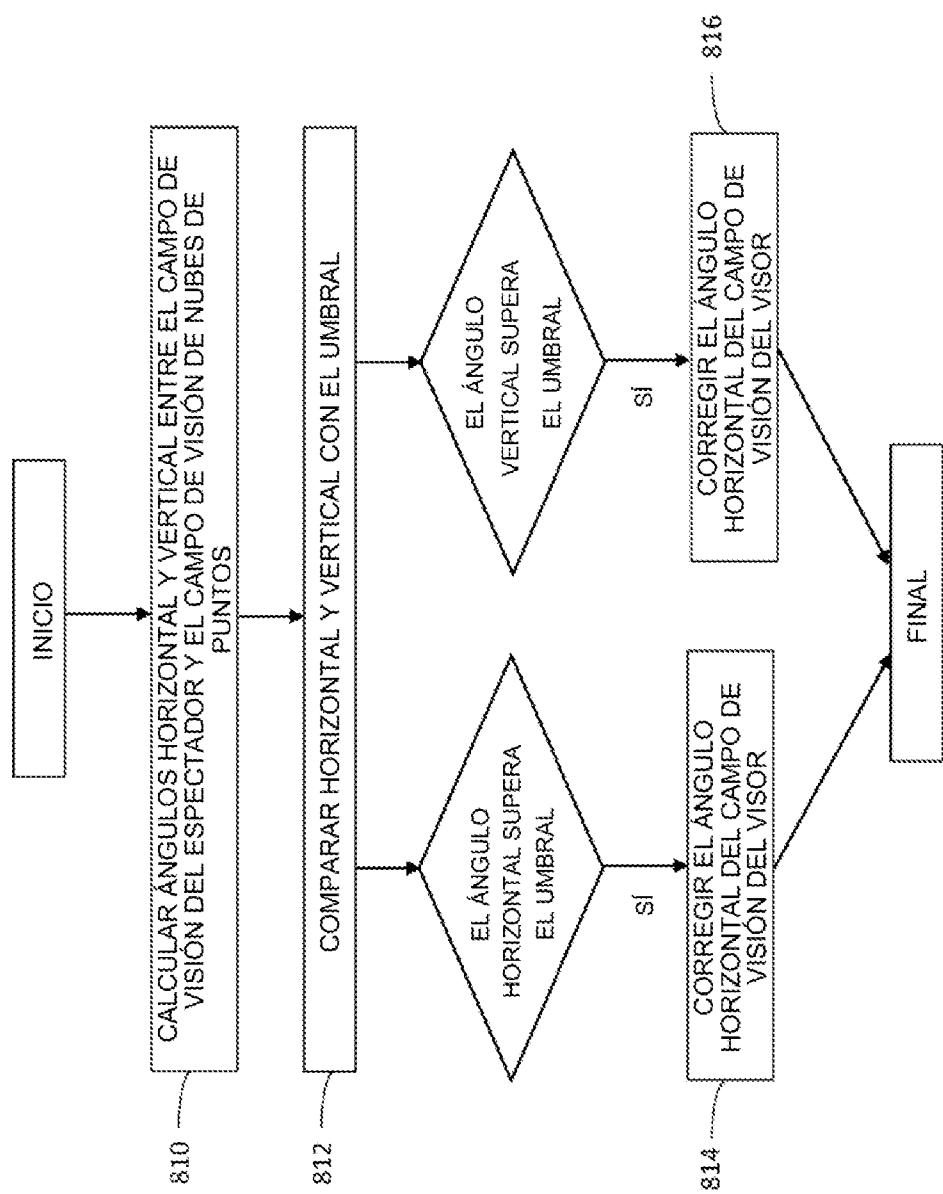 INICIO
810
CALCULAR ÁNGULOS HORIZONTAL Y VERTICAL ENTRE EL CAMPO DE
VISIÓN DEL ESPECTADOR Y EL CAMPO DE VISIÓN DE NUBES DE
PUNTOS
812
COMPARAR HORIZONTAL Y VERTICAL CON EL UMBRAL
EL ÁNGULO
HORIZONTAL SUPERA
EL UMBRAL
SÍ
EL ÁNGULO
VERTICAL SUPERA
EL UMBRAL
SÍ
814
CORREGIR EL ÁNGULO
HORIZONTAL DEL CAMPO DE
VISIÓN DEL VISOR
CORREGIR EL ÁNGULO
HORIZONTAL DEL CAMPO DE
VISIÓN DEL VISOR
816
FINAL